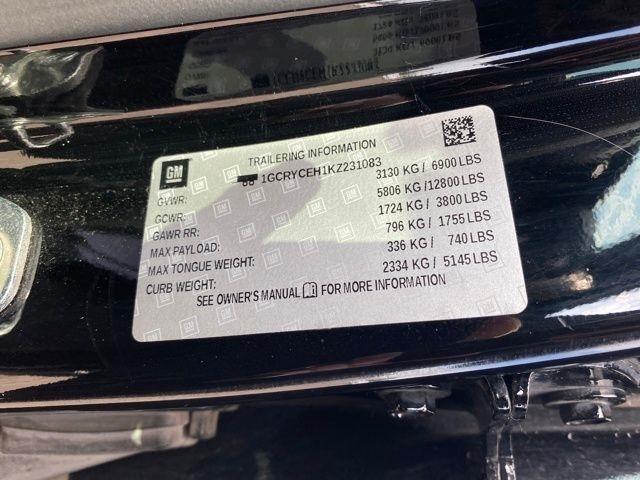 GM
TRAILERING INFORMATION
1GCRYCEH1KZ231083
GVWR: 3130 KG/ 6900 LBS
GCWR: 5806 KG/12800 LBS
GAWR RR: 1724 KG/ 3800 LBS
MAX PAYLOAD: 796 KG/ 1755 LBS
MAX TONGUE WEIGHT: 336 KG/ 740 LBS
CURB WEIGHT: 2334 KG/ 5145 LBS
SEE OWNER'S MANUAL FOR MORE INFORMATION